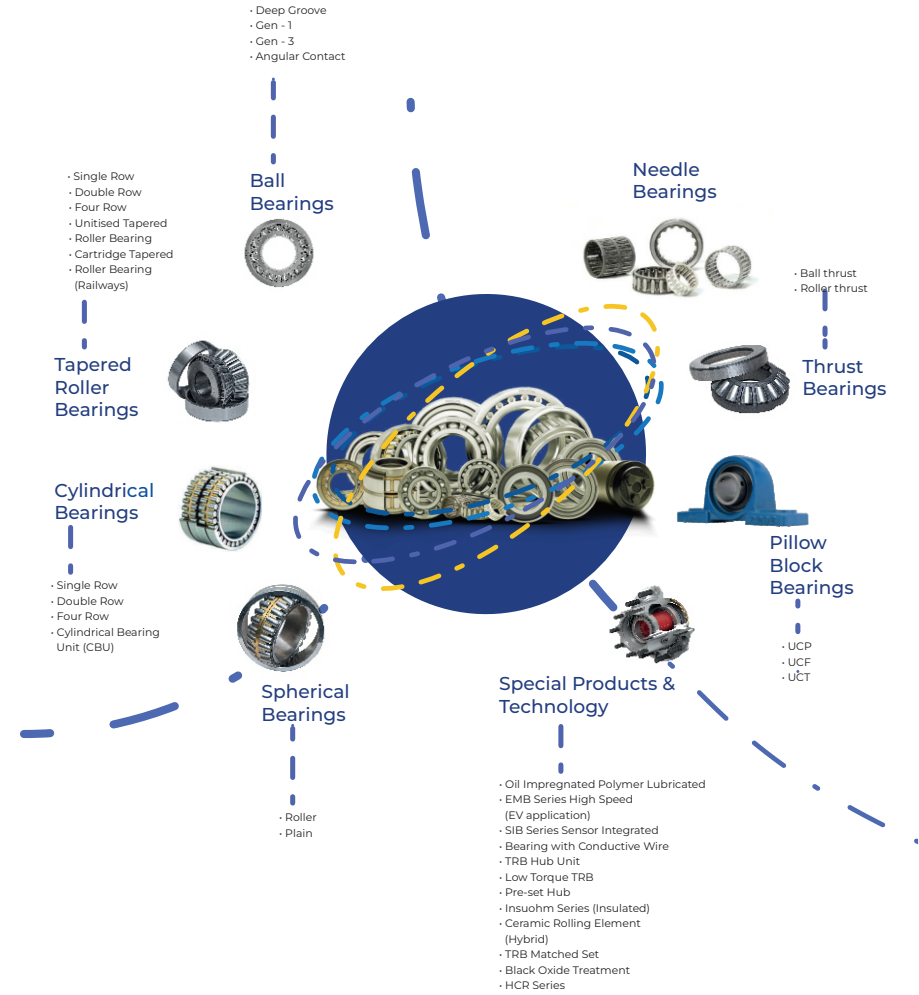 • Deep Groove
• Gen - 1
• Gen - 3
• Angular Contact
Ball
Bearings
• Single Row
• Double Row
• Four Row
• Unitised Tapered
• Roller Bearing
• Cartridge Tapered
• Roller Bearing
(Railways)
Tapered
Roller
Bearings
Needle
Bearings
• Ball thrust
• Roller thrust
Thrust
Bearings
Cylindrical
Bearings
• Single Row
• Double Row
• Four Row
• Cylindrical Bearing
Unit (CBU)
Pillow
Block
Bearings
• UCP
• UCF
• UCT
Spherical
Bearings
• Roller
• Plain
Special Products &
Technology
• Oil Impregnated Polymer Lubricated
• EMB Series High Speed
(EV application)
• SIB Series Sensor Integrated
• Bearing with Conductive Wire
• TRB Hub Unit
• Low Torque TRB
• Pre-set Hub
• Insuohm Series (Insulated)
• Ceramic Rolling Element
(Hybrid)
• TRB Matched Set
• Black Oxide Treatment
• HCR Series